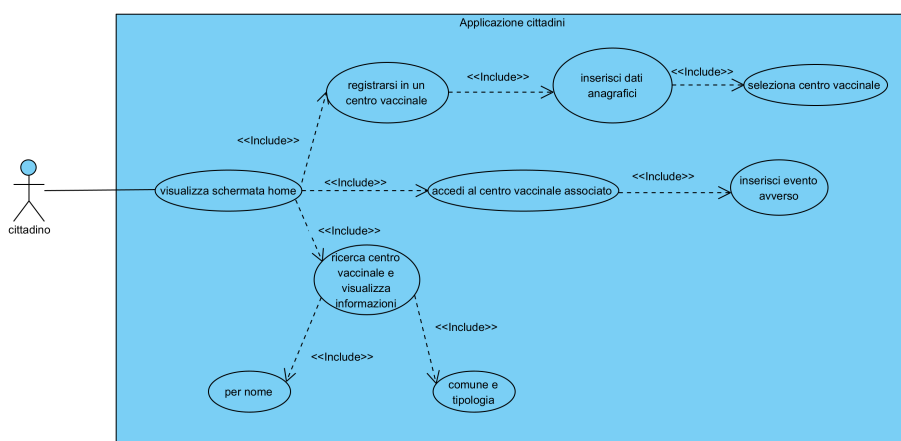 Applicazione cittadini
registrarsi in un
centro vaccinale
<<Include>>
inserisci dati
anagrafici
<<Include>>
seleziona centro vaccinale
<<Include>>
cittadino
visualizza schermata home
<<Include>>
accedi al centro vaccinale associato
<<Include>>
inserisci evento
avverso
<<Include>>
ricerca centro
vaccinale e
visualizza
informazioni
<<Include>>
<<Include>>
per nome
comune e
tipologia